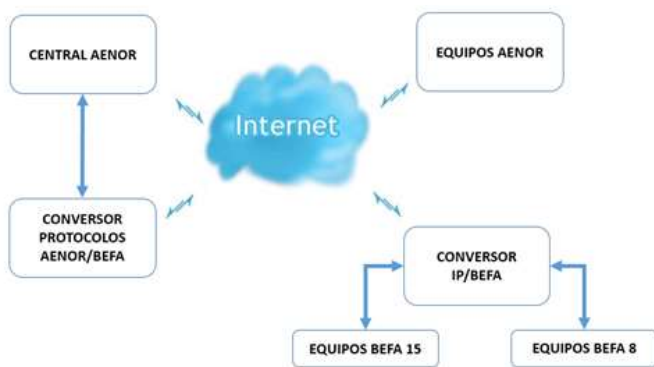 CENTRAL AENOR
EQUIPOS AENOR
Internet
CONVERSOR
PROTOCOLOS
AENOR/BEFA
CONVERSOR
IP/BEFA
EQUIPOS BEFA 15
EQUIPOS BEFA 8